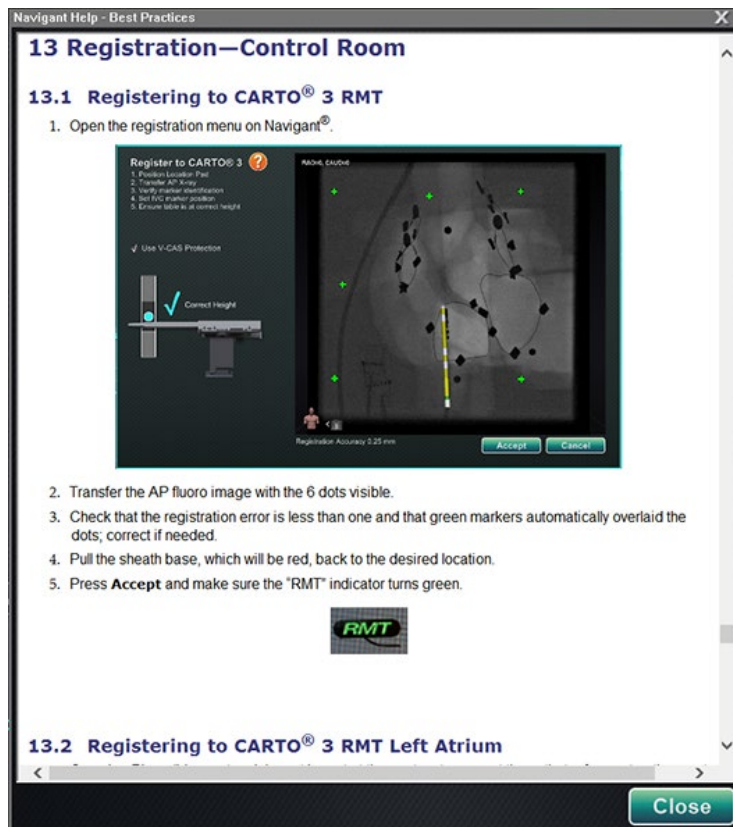 Navigant Help - Best Practices
X
13 Registration—Control Room
13.1 Registering to CARTO® 3 RMT
1. Open the registration menu on Navigant®.
Register to CARTO® 3 ?
1. Position Location Pad
2. Transfer AP X-ray
3. Verify marker identification
4. Set IVC marker position
5. Ensure table is at correct height
√ Use V-CAS Protection
Correct Height
RAO±0, CAUD±0
Registration Accuracy 0.25 mm
Accept
Cancel
2. Transfer the AP fluoro image with the 6 dots visible.
3. Check that the registration error is less than one and that green markers automatically overlaid the
dots; correct if needed.
4. Pull the sheath base, which will be red, back to the desired location.
5. Press Accept and make sure the "RMT" indicator turns green.
RMT
13.2 Registering to CARTO® 3 RMT Left Atrium
Close